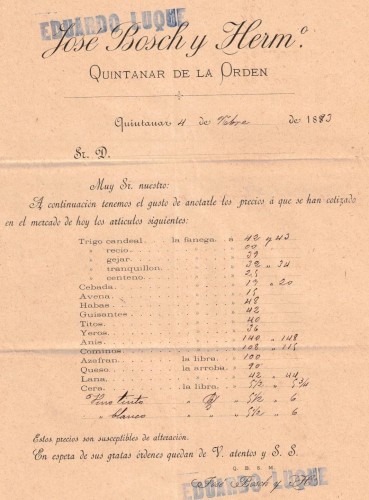 EDUARDO LUQUE
José Bosch y Herm.º
QUINTANAR DE LA ORDEN
Quintanar 4 de Febro de 1883
Sr. D.
Muy Sr. nuestro:
A continuación tenemos el gusto de anotarle los precios á que se han cotizado
en el mercado de hoy los artículos siguientes:
Trigo candeal. la fanega. á 42 y 43
» recio.
» gejar. 39
» tranquillon. 32 » 34
» centeno. 25
Cebada. 19 » 20
Avena. 15
Habas. 48
Guisantes. 42
Titos. 40
Yeros. 36
Anís. 140 » 148
Cominos. 108 » 115
Azafran. la libra. 100
Queso. la arroba. 90
Lana. » 42 » 44
Cera. la libra. 5½ 5¾
» Vino tinto » @ » 5½ » 6
» blanco » » » 5½ » 6
Estos precios son susceptibles de alteración.
En espera de sus gratas órdenes quedan de V. atentos y S. S.
Q. B. S. M.
José Bosch y H.º
EDUARDO LUQUE